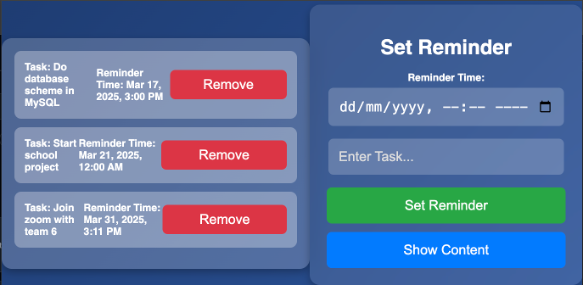 Task: Do
database
scheme in
MySQL
Reminder
Time: Mar 17,
2025, 3:00 PM
Remove
Task: Start
school
project
Reminder Time:
Mar 21, 2025,
12:00 AM
Remove
Task: Join
zoom with
team 6
Reminder Time:
Mar 31, 2025,
3:11 PM
Remove
Set Reminder
Reminder Time:
dd/mm/yyyy, --:-- ----
Enter Task...
Set Reminder
Show Content